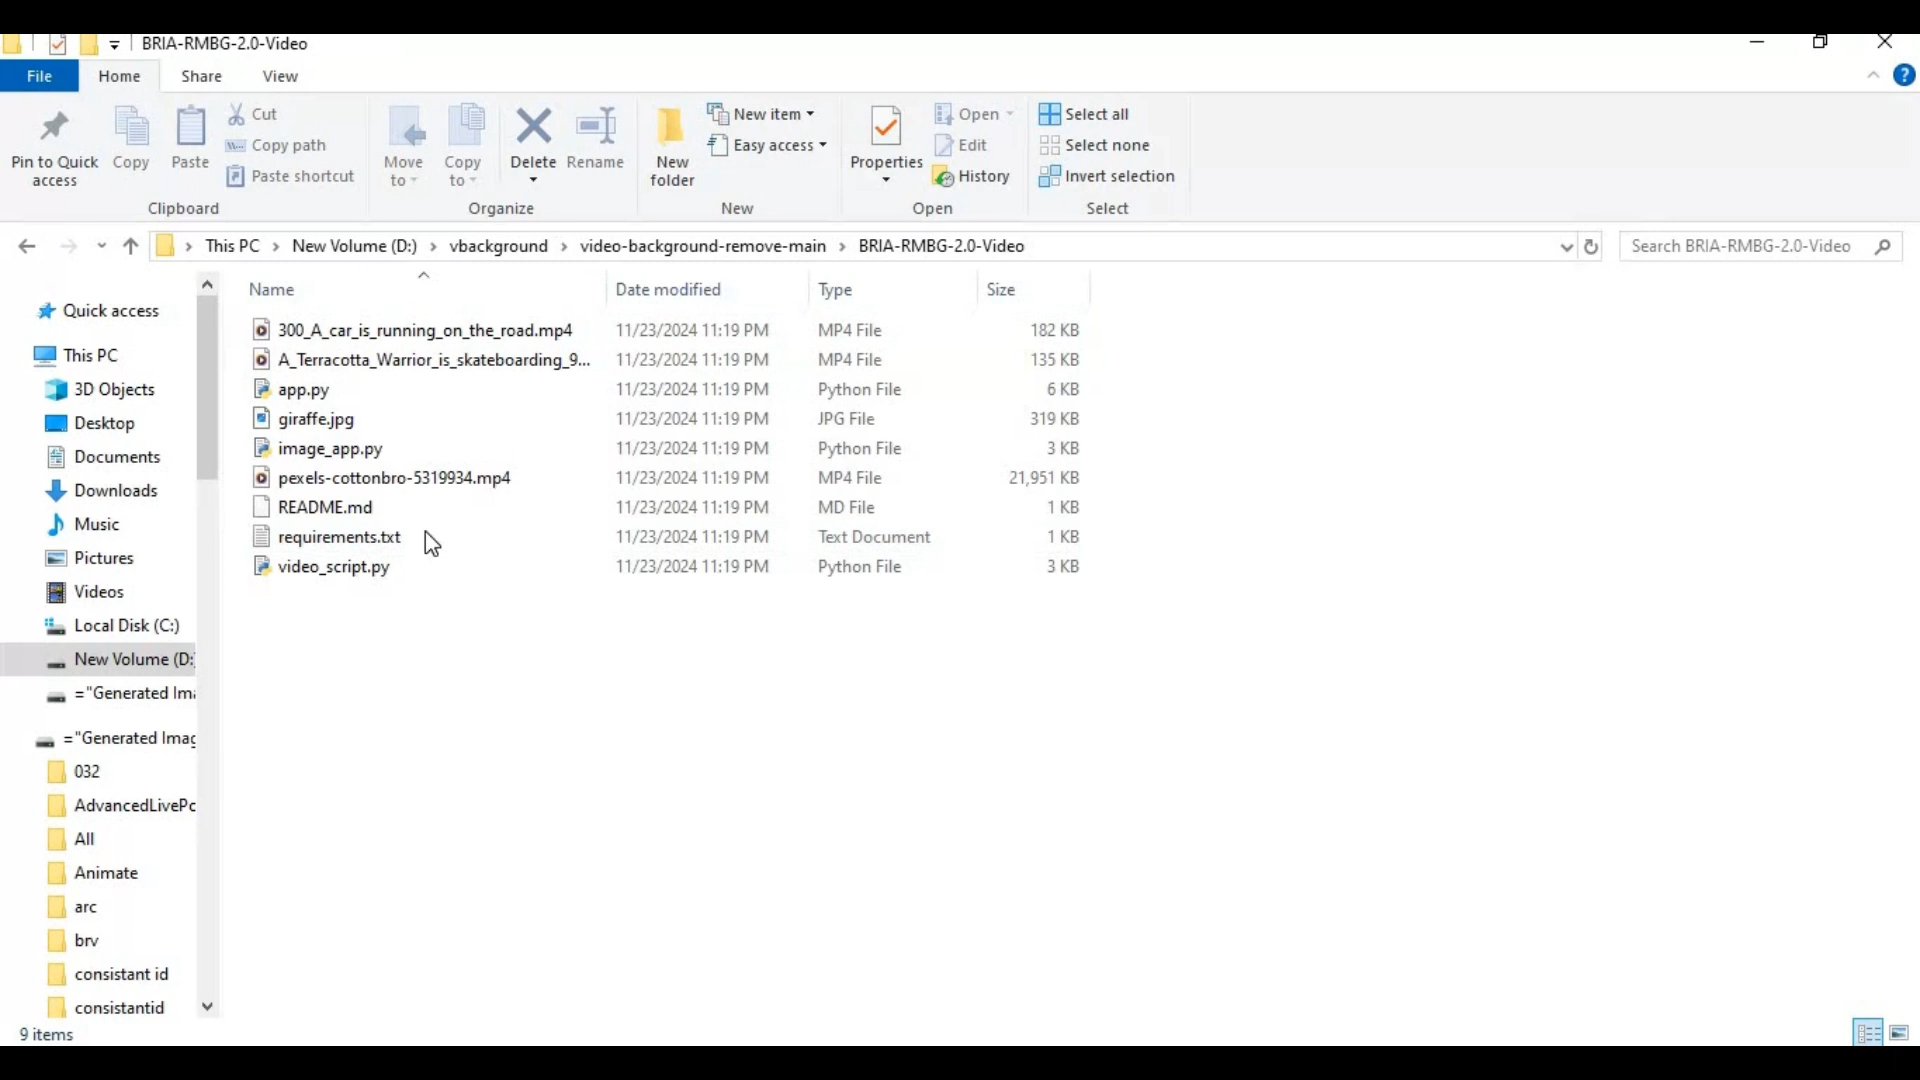 BRIA-RMBG-2.0-Video
File Home Share View
Pin to Quick access
Copy
Paste
Cut
Copy path
Paste shortcut
Clipboard
Move to
Copy to
Delete
Rename
Organize
New folder
New item
Easy access
New
Properties
Open
Edit
History
Open
Select all
Select none
Invert selection
Select
This PC New Volume (D:) vbackground video-background-remove-main BRIA-RMBG-2.0-Video
Search BRIA-RMBG-2.0-Video
Quick access
This PC
3D Objects
Desktop
Documents
Downloads
Music
Pictures
Videos
Local Disk (C:)
New Volume (D:
="Generated Ima
="Generated Imag
032
AdvancedLivePo
All
Animate
arc
brv
consistant id
consistantid
Name Date modified Type Size
300_A_car_is_running_on_the_road.mp4 11/23/2024 11:19 PM MP4 File 182 KB
A_Terracotta_Warrior_is_skateboarding_9... 11/23/2024 11:19 PM MP4 File 135 KB
app.py 11/23/2024 11:19 PM Python File 6 KB
giraffe.jpg 11/23/2024 11:19 PM JPG File 319 KB
image_app.py 11/23/2024 11:19 PM Python File 3 KB
pexels-cottonbro-5319934.mp4 11/23/2024 11:19 PM MP4 File 21,951 KB
README.md 11/23/2024 11:19 PM MD File 1 KB
requirements.txt 11/23/2024 11:19 PM Text Document 1 KB
video_script.py 11/23/2024 11:19 PM Python File 3 KB
9 items